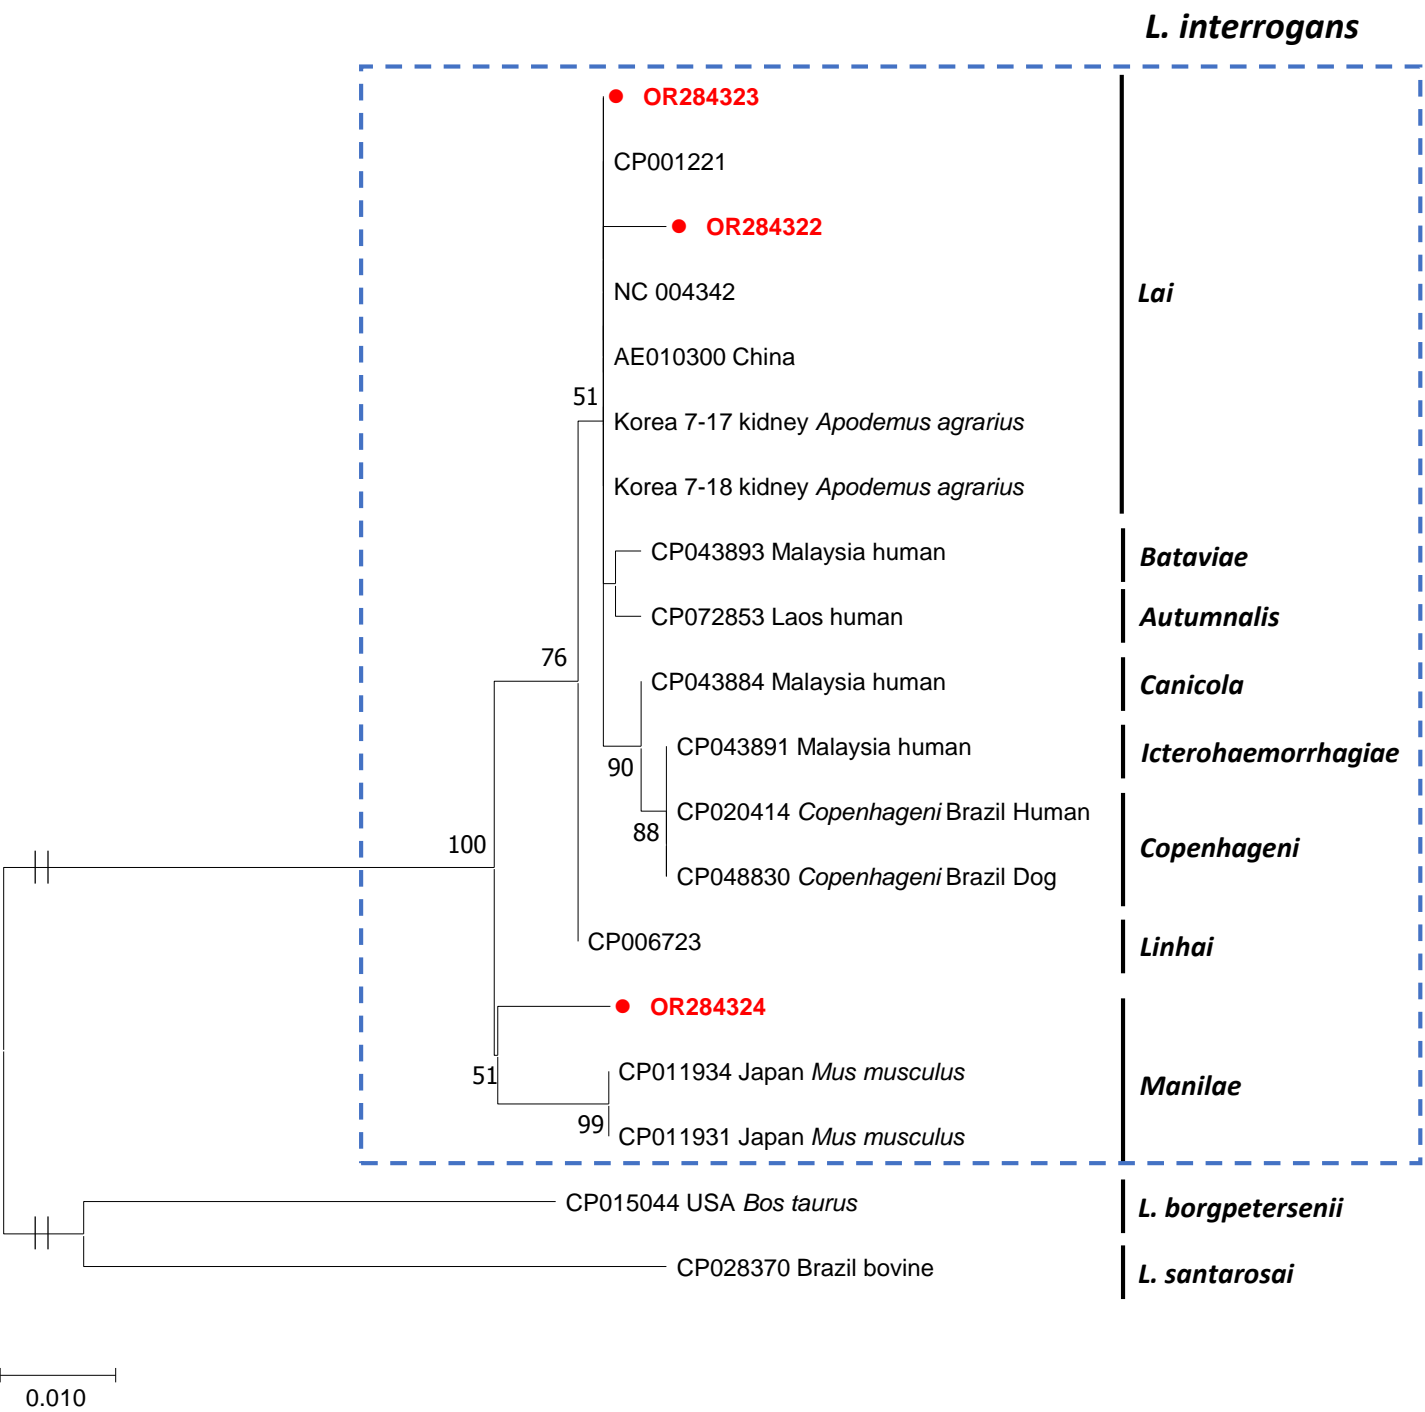 L. interrogans
OR284323
CP001221
OR284322
NC 004342
Lai
AE010300 China
51
Korea 7-17 kidney Apodemus agrarius
Korea 7-18 kidney Apodemus agrarius
CP043893 Malaysia human
Bataviae
CP072853 Laos human
Autumnalis
76
CP043884 Malaysia human
Canicola
CP043891 Malaysia human
Icterohaemorrhagiae
90
CP020414 Copenhageni Brazil Human
88
100
Copenhageni
CP048830 Copenhageni Brazil Dog
CP006723
Linhai
OR284324
CP011934 Japan Mus musculus
51
Manilae
99
CP011931 Japan Mus musculus
CP015044 USA Bos taurus
L. borgpetersenii
CP028370 Brazil bovine
L. santarosai
0.010